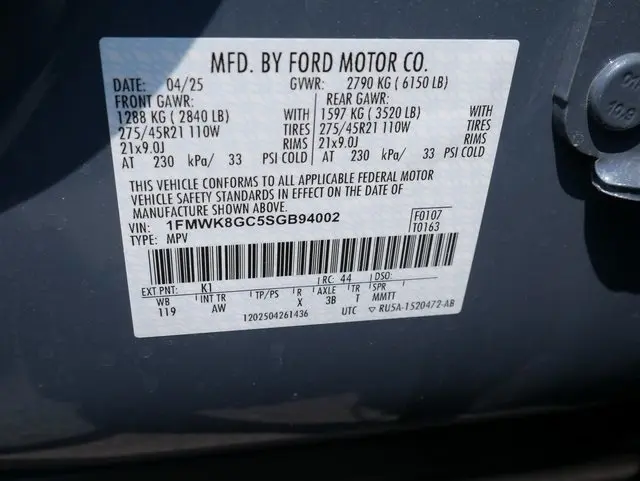 MFD. BY FORD MOTOR CO.
DATE: 04/25 GVWR: 2790 KG ( 6150 LB)
FRONT GAWR: REAR GAWR:
1288 KG ( 2840 LB) WITH 1597 KG ( 3520 LB) WITH
275/45R21 110W TIRES 275/45R21 110W TIRES
21x9.0J RIMS 21x9.0J RIMS
AT 230 kPa/ 33 PSI COLD AT 230 kPa/ 33 PSI COLD
THIS VEHICLE CONFORMS TO ALL APPLICABLE FEDERAL MOTOR
VEHICLE SAFETY STANDARDS IN EFFECT ON THE DATE OF
MANUFACTURE SHOWN ABOVE.
VIN: 1FMWK8GC5SGB94002 F0107
TYPE: MPV T0163
EXT PNT: K1 RC: 44 DSO:
WB INT TR TP/PS R AXLE TR SPR
119 AW X 3B T MMTT
1202504261436 UTC ▽ RU5A-1520472-AB
10.9